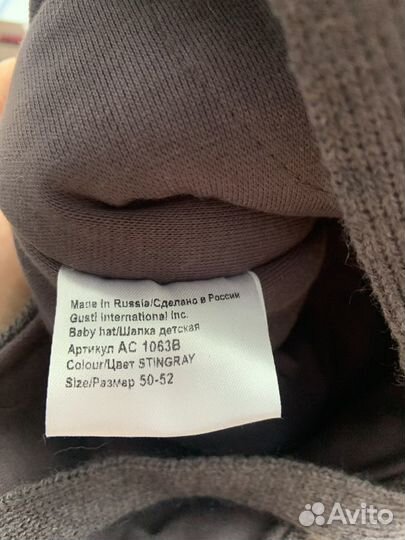 Made in Russia/Сделано в России
Gusti International Inc.
Baby hat/Шапка детская
Артикул AC 1063B
Colour/Цвет STINGRAY
Size/Размер 50-52
Avito